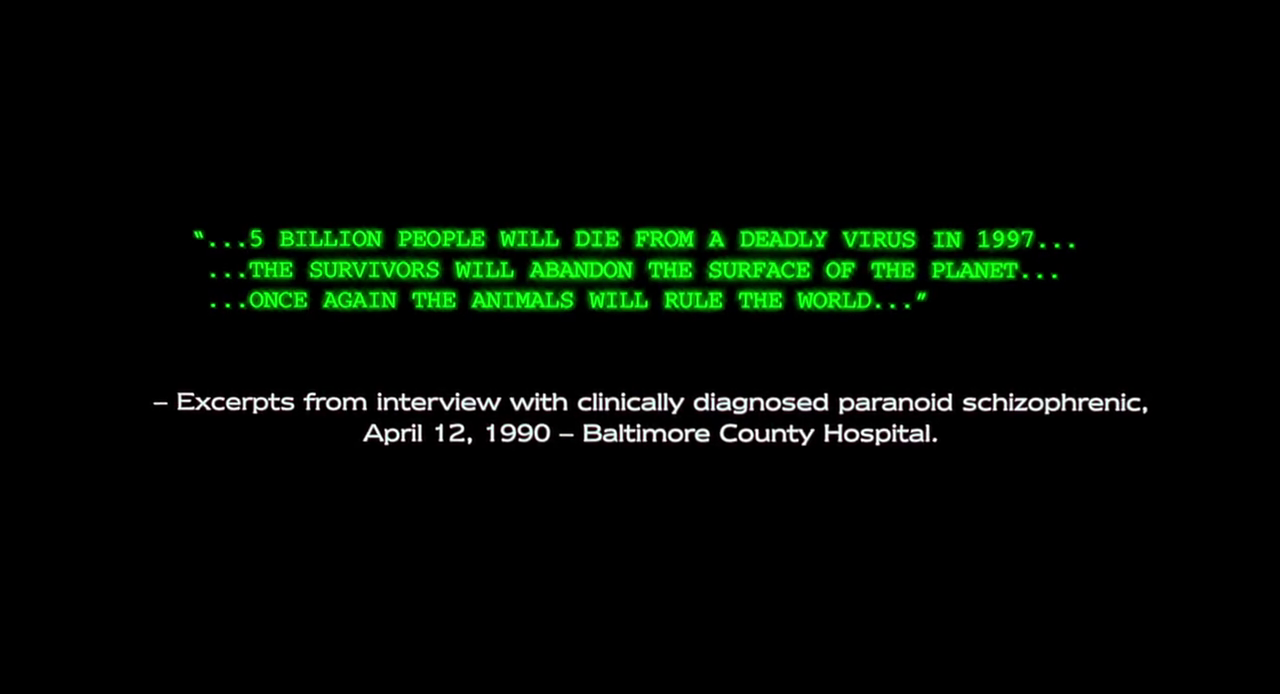 “...5 BILLION PEOPLE WILL DIE FROM A DEADLY VIRUS IN 1997...
...THE SURVIVORS WILL ABANDON THE SURFACE OF THE PLANET...
...ONCE AGAIN THE ANIMALS WILL RULE THE WORLD...”
– Excerpts from interview with clinically diagnosed paranoid schizophrenic,
April 12, 1990 – Baltimore County Hospital.